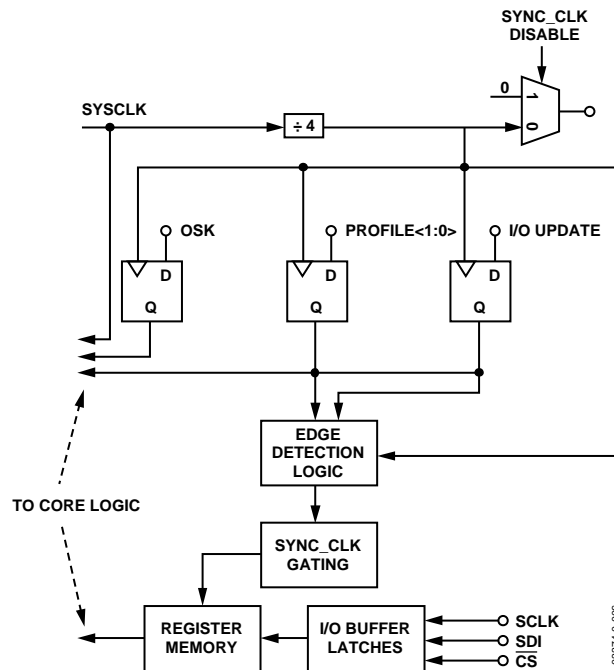 SYNC_CLK
DISABLE
0
1
0
SYSCLK
÷ 4
OSK
PROFILE<1:0>
I/O UPDATE
D
Q
D
Q
D
Q
EDGE
DETECTION
LOGIC
TO CORE LOGIC
SYNC_CLK
GATING
REGISTER
MEMORY
I/O BUFFER
LATCHES
SCLK
SDI
CS